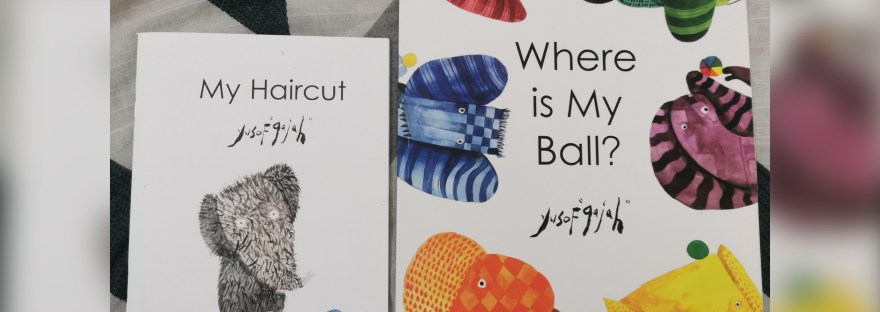 My Haircut
yusof "gajah"
Where
is My
Ball?
yusof "gajah"